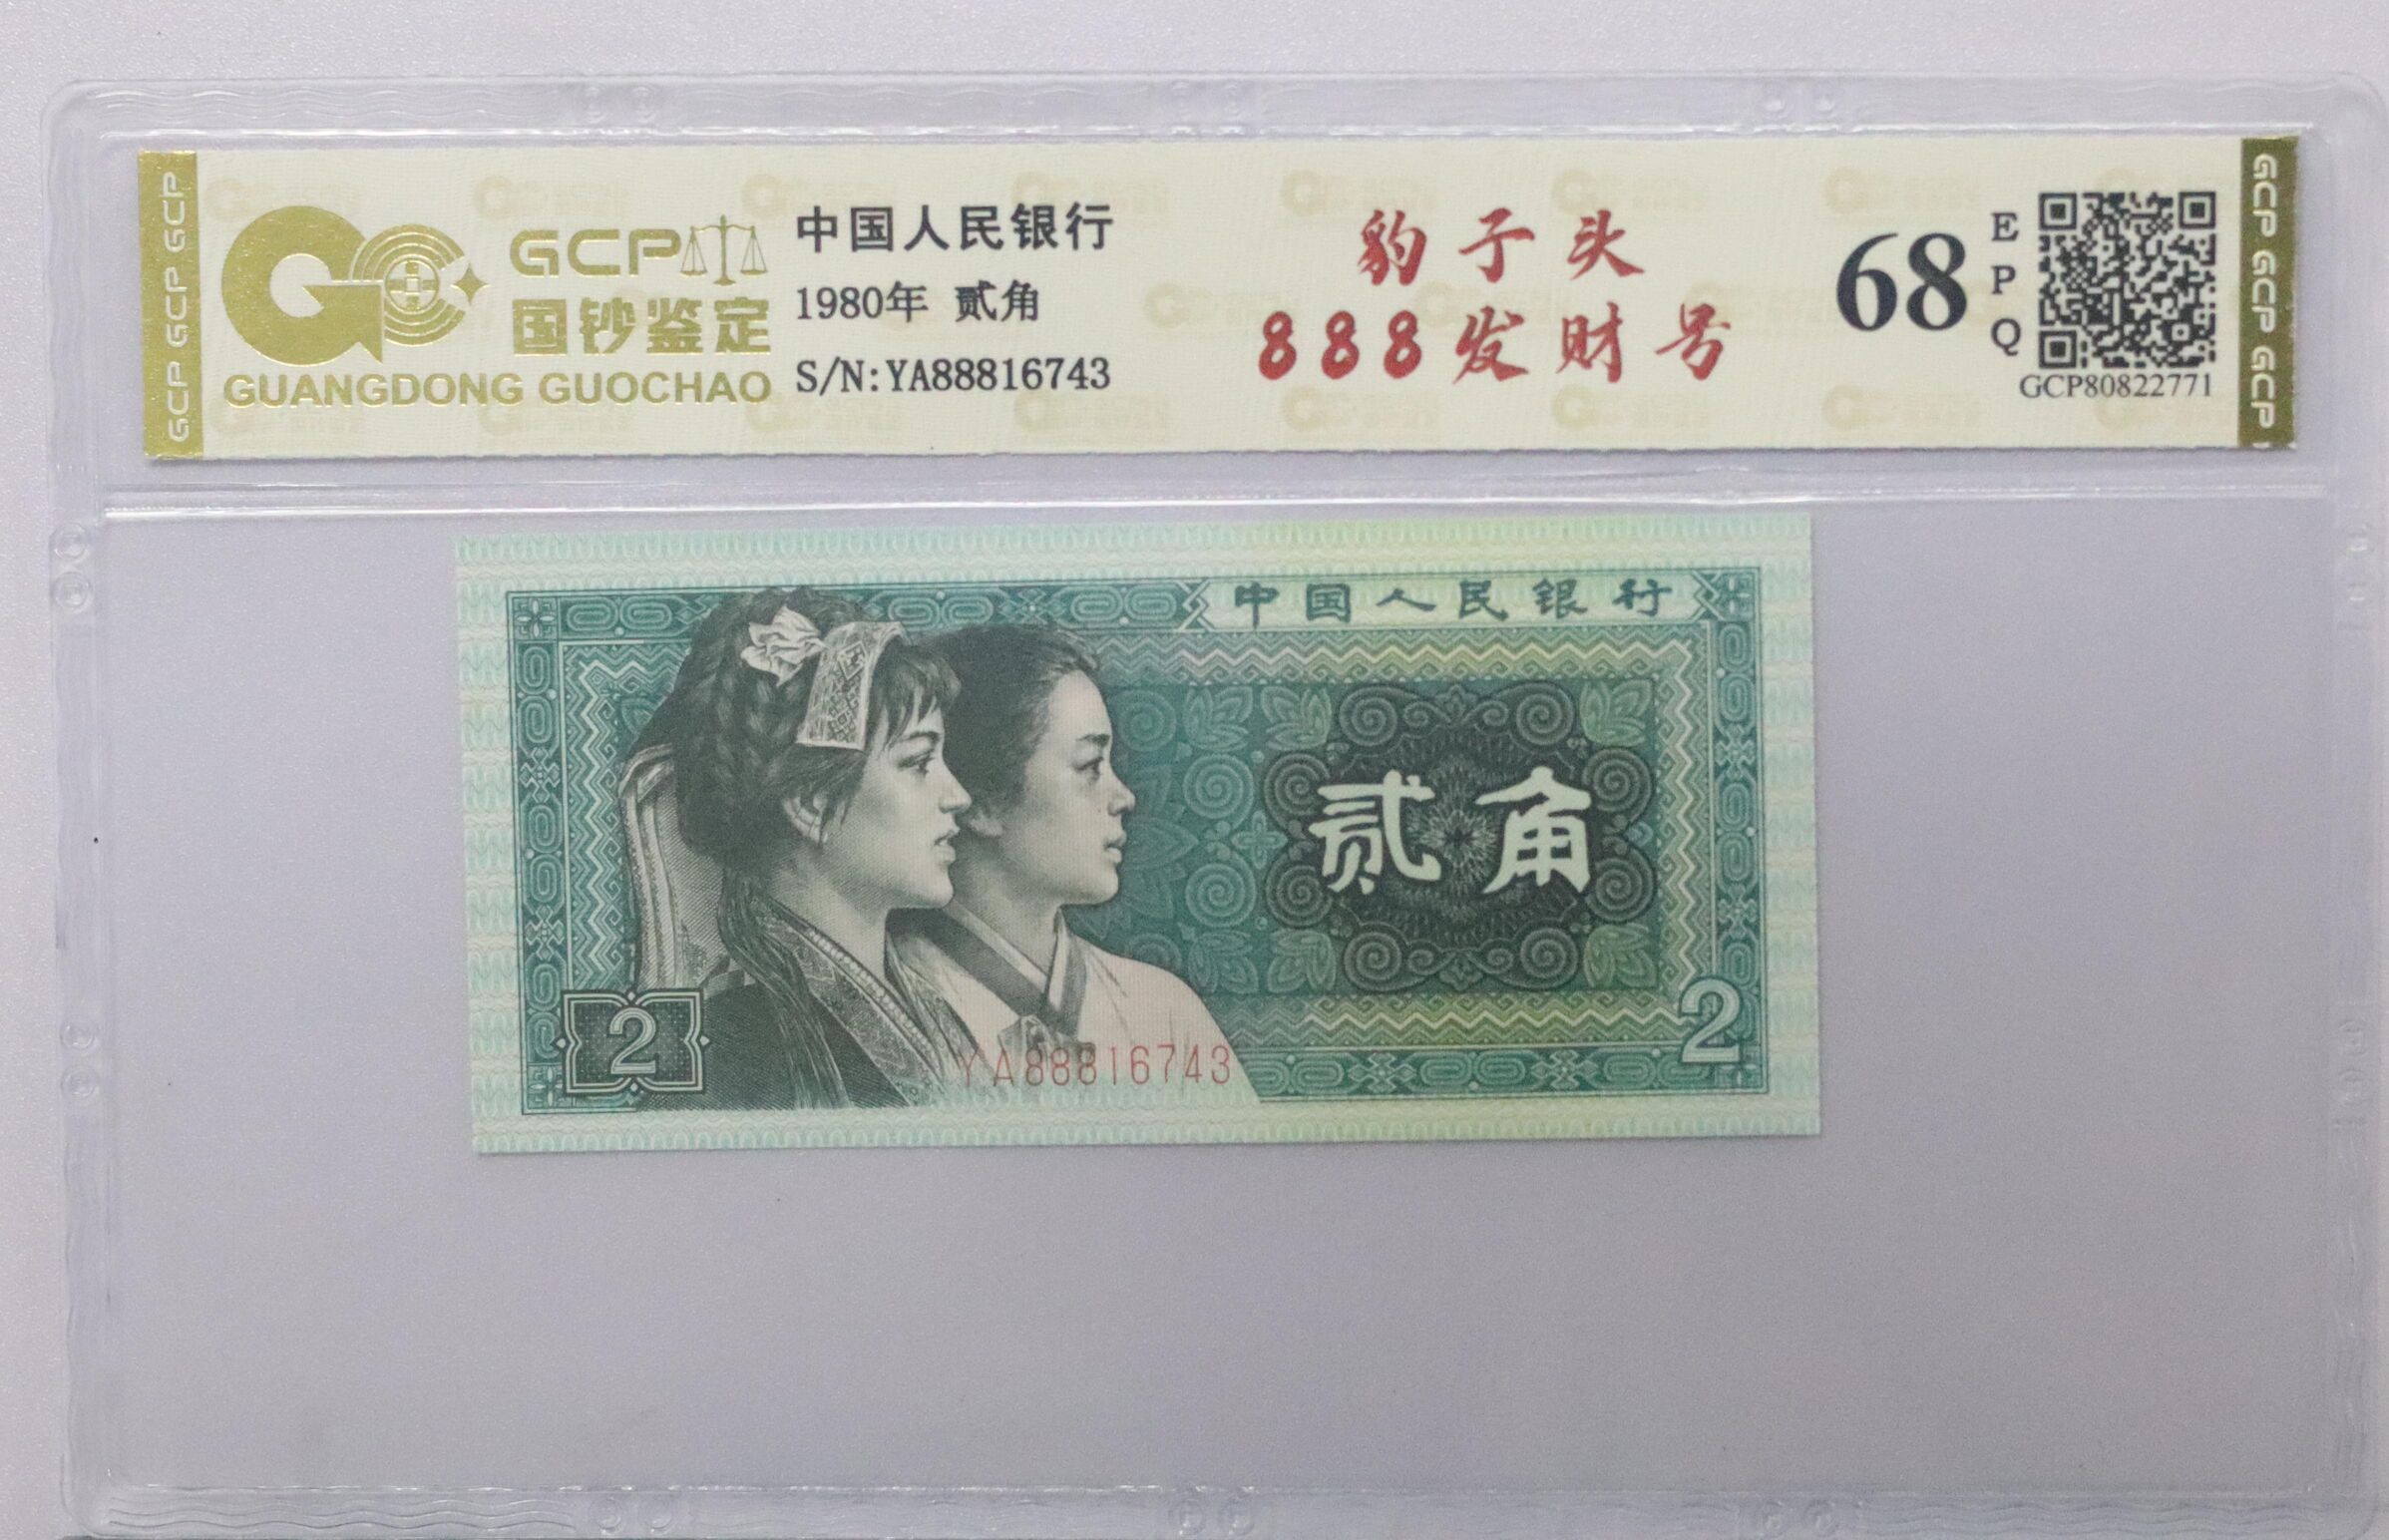 GCP GCP GCP
GCP
国钞鉴定
GUANGDONG GUOCHAO
中国人民银行
1980年 贰角
S/N:YA88816743
豹子头
888发财号
68
EPQ
GCP80822771
GCP GCP GCP
中国人民银行
贰角
2
2
YA88816743